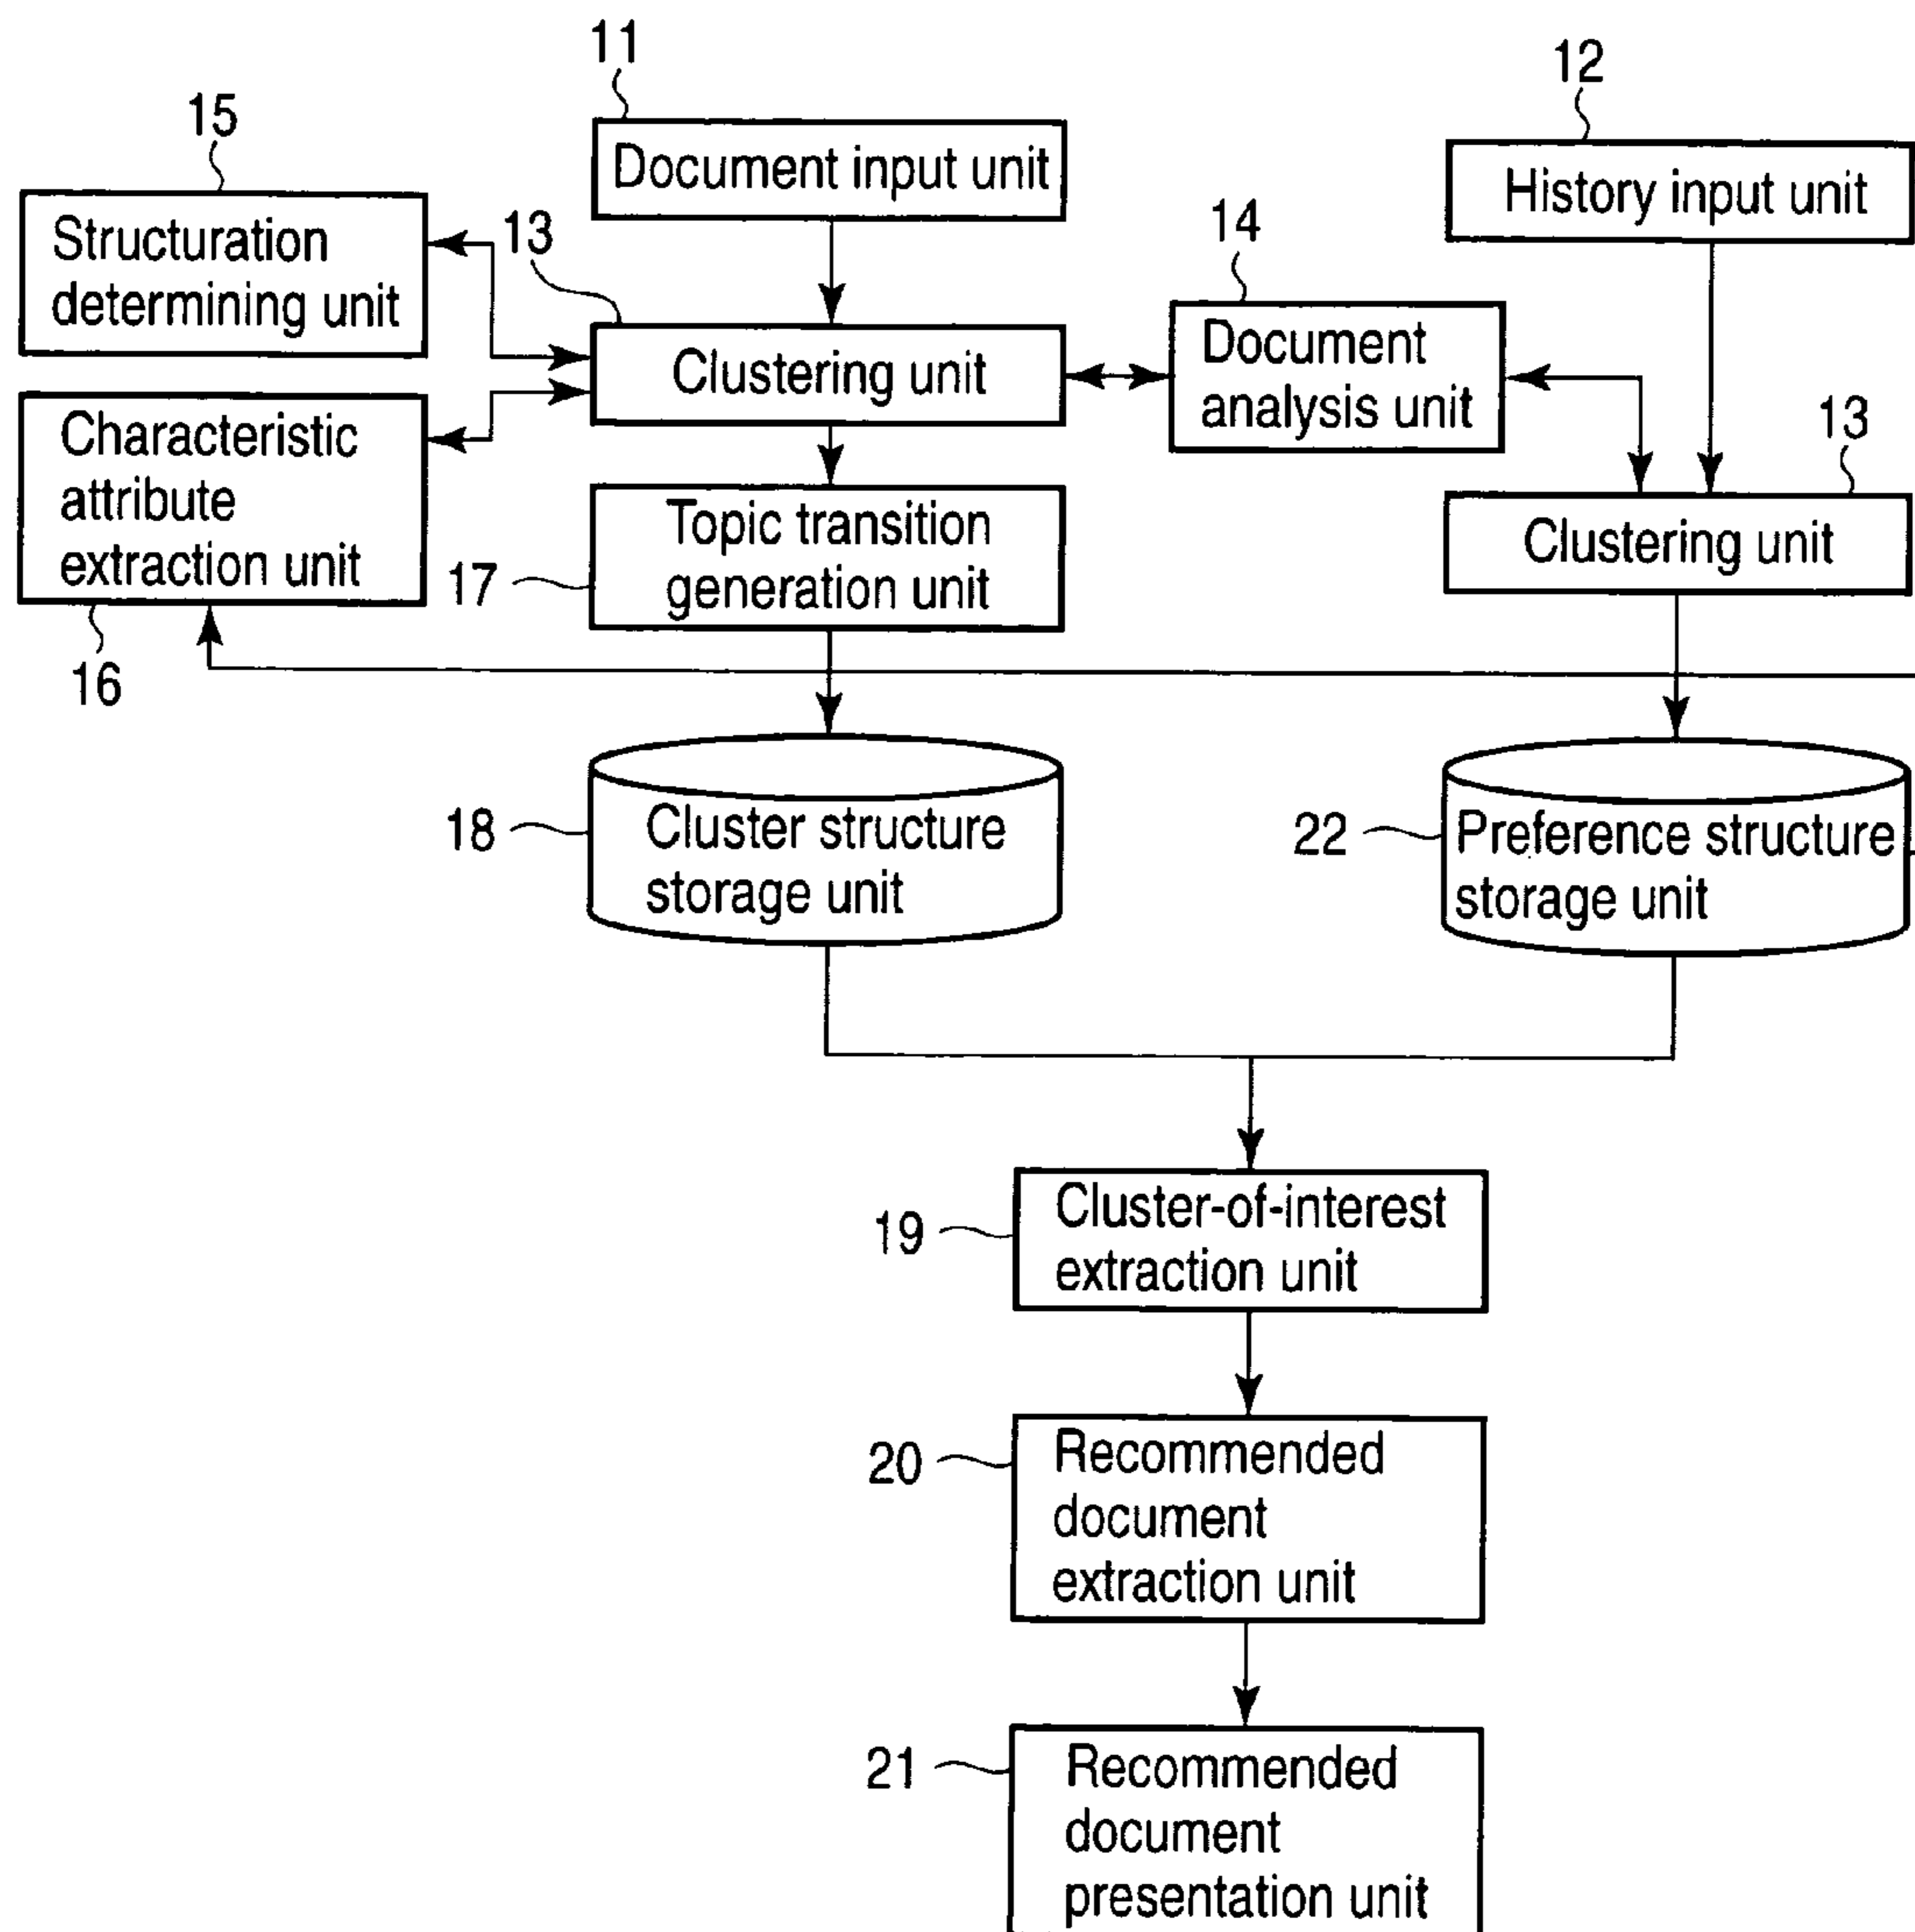 11
12
15
Document input unit
History input unit
Structuration
determining unit
13
14
Clustering unit
Document
analysis unit
13
Characteristic
attribute
extraction unit
Topic transition
generation unit
17
Clustering unit
16
18
Cluster structure
storage unit
22
Preference structure
storage unit
19
Cluster-of-interest
extraction unit
20
Recommended
document
extraction unit
21
Recommended
document
presentation unit